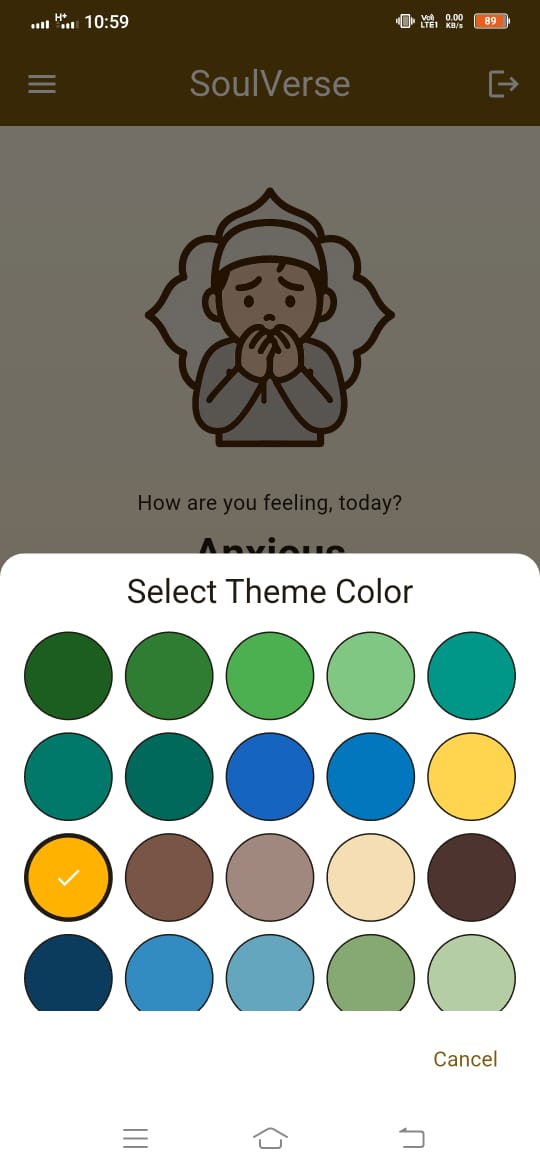 H+ 10:59 Vo) LTE1 0.00 KB/s 89
SoulVerse
How are you feeling, today?
Anxious
Select Theme Color
Cancel